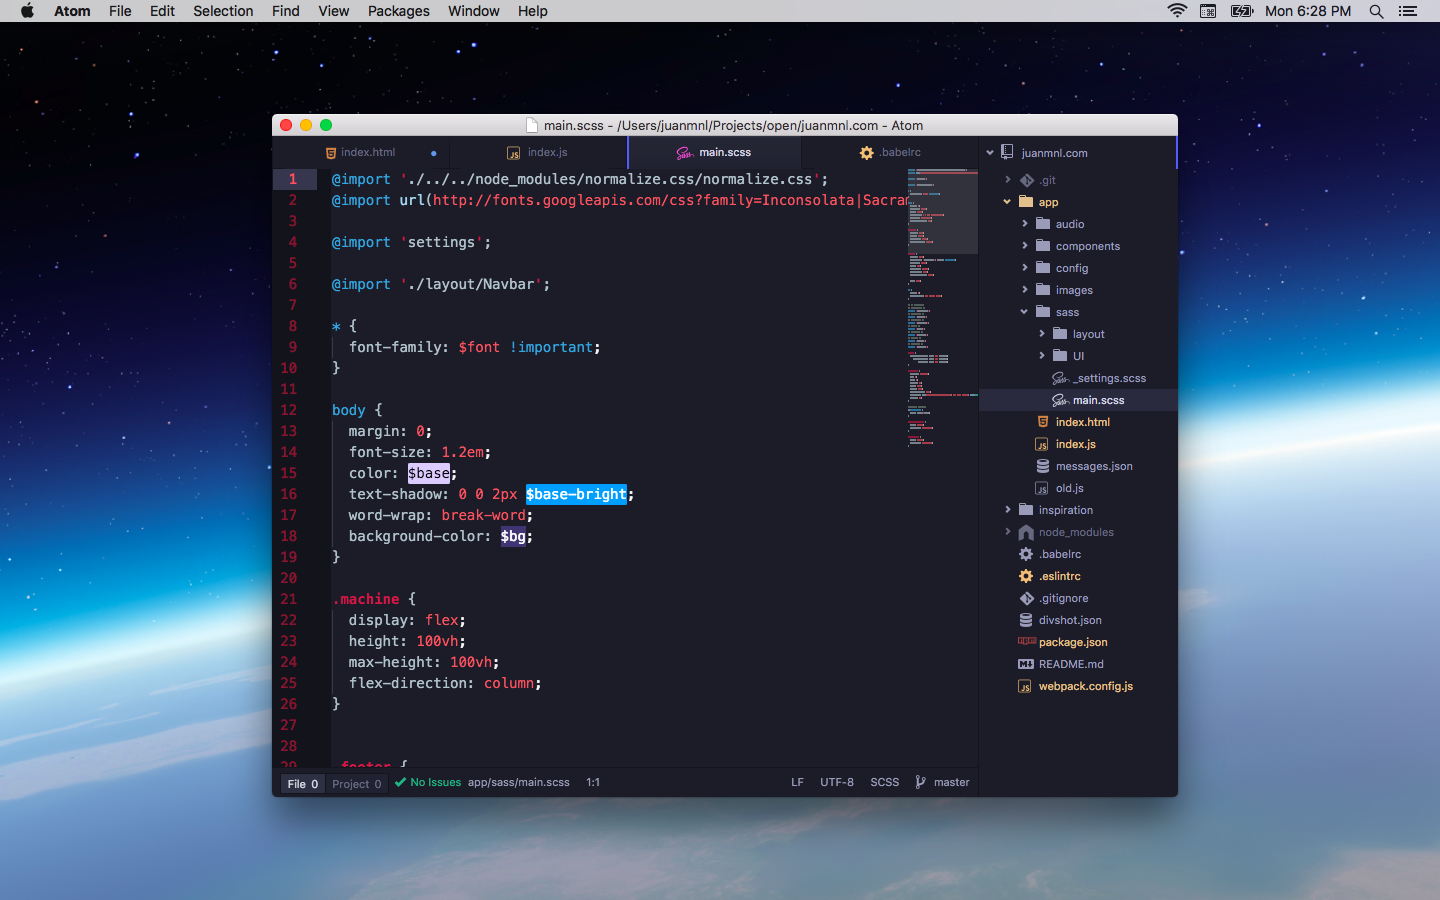 Atom File Edit Selection Find View Packages Window Help Mon 6:28 PM
main.scss - /Users/juanmnl/Projects/open/juanmnl.com - Atom
index.html index.js main.scss .babelrc
1 @import './../../node_modules/normalize.css/normalize.css';
2 @import url(http://fonts.googleapis.com/css?family=Inconsolata|Sacram
3
4 @import 'settings';
5
6 @import './layout/Navbar';
7
8 * {
9 font-family: $font !important;
10 }
11
12 body {
13 margin: 0;
14 font-size: 1.2em;
15 color: $base;
16 text-shadow: 0 0 2px $base-bright;
17 word-wrap: break-word;
18 background-color: $bg;
19 }
20
21 .machine {
22 display: flex;
23 height: 100vh;
24 max-height: 100vh;
25 flex-direction: column;
26 }
27
28
29 .footer {
juanmnl.com
.git
app
audio
components
config
images
sass
layout
UI
_settings.scss
main.scss
index.html
index.js
messages.json
old.js
inspiration
node_modules
.babelrc
.eslintrc
.gitignore
divshot.json
package.json
README.md
webpack.config.js
File 0 Project 0 No Issues app/sass/main.scss 1:1 LF UTF-8 SCSS master